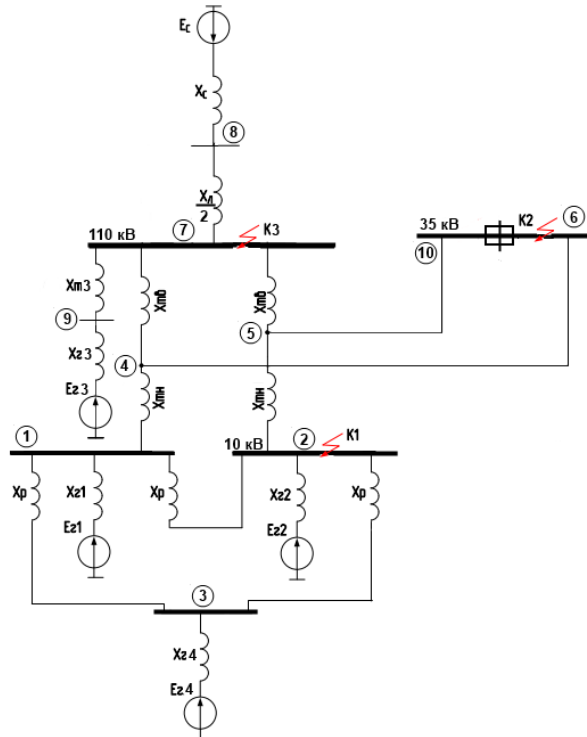 Ес
Хс
8
Хл
2
7
К3
110 кВ
35 кВ
К2
6
10
Хт3
Хтв
Хтв
9
5
Хг3
4
Ег3
Хтн
Хтн
1
10 кВ
2
К1
Хр
Хг1
Хр
Хг2
Хр
Ег1
Ег2
3
Хг4
Ег4